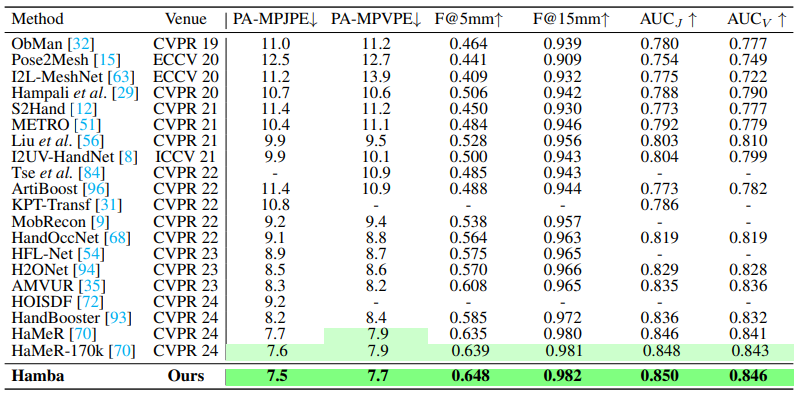 Method Venue PA-MPJPE↓ PA-MPVPE↓ F@5mm↑ F@15mm↑ AUC_J ↑ AUC_V ↑
ObMan [32] CVPR 19 11.0 11.2 0.464 0.939 0.780 0.777
Pose2Mesh [15] ECCV 20 12.5 12.7 0.441 0.909 0.754 0.749
I2L-MeshNet [63] ECCV 20 11.2 13.9 0.409 0.932 0.775 0.722
Hampali et al. [29] CVPR 20 10.7 10.6 0.506 0.942 0.788 0.790
S2Hand [12] CVPR 21 11.4 11.2 0.450 0.930 0.773 0.777
METRO [51] CVPR 21 10.4 11.1 0.484 0.946 0.792 0.779
Liu et al. [56] CVPR 21 9.9 9.5 0.528 0.956 0.803 0.810
I2UV-HandNet [8] ICCV 21 9.9 10.1 0.500 0.943 0.804 0.799
Tse et al. [84] CVPR 22 - 10.9 0.485 0.943 - -
ArtiBoost [96] CVPR 22 11.4 10.9 0.488 0.944 0.773 0.782
KPT-Transf [31] CVPR 22 10.8 - - - 0.786 -
MobRecon [9] CVPR 22 9.2 9.4 0.538 0.957 - -
HandOccNet [68] CVPR 22 9.1 8.8 0.564 0.963 0.819 0.819
HFL-Net [54] CVPR 23 8.9 8.7 0.575 0.965 - -
H2ONet [94] CVPR 23 8.5 8.6 0.570 0.966 0.829 0.828
AMVUR [35] CVPR 23 8.3 8.2 0.608 0.965 0.835 0.836
HOISDF [72] CVPR 24 9.2 - - - - -
HandBooster [93] CVPR 24 8.2 8.4 0.585 0.972 0.836 0.832
HaMeR [70] CVPR 24 7.7 7.9 0.635 0.980 0.846 0.841
HaMeR-170k [70] CVPR 24 7.6 7.9 0.639 0.981 0.848 0.843
Hamba Ours 7.5 7.7 0.648 0.982 0.850 0.846